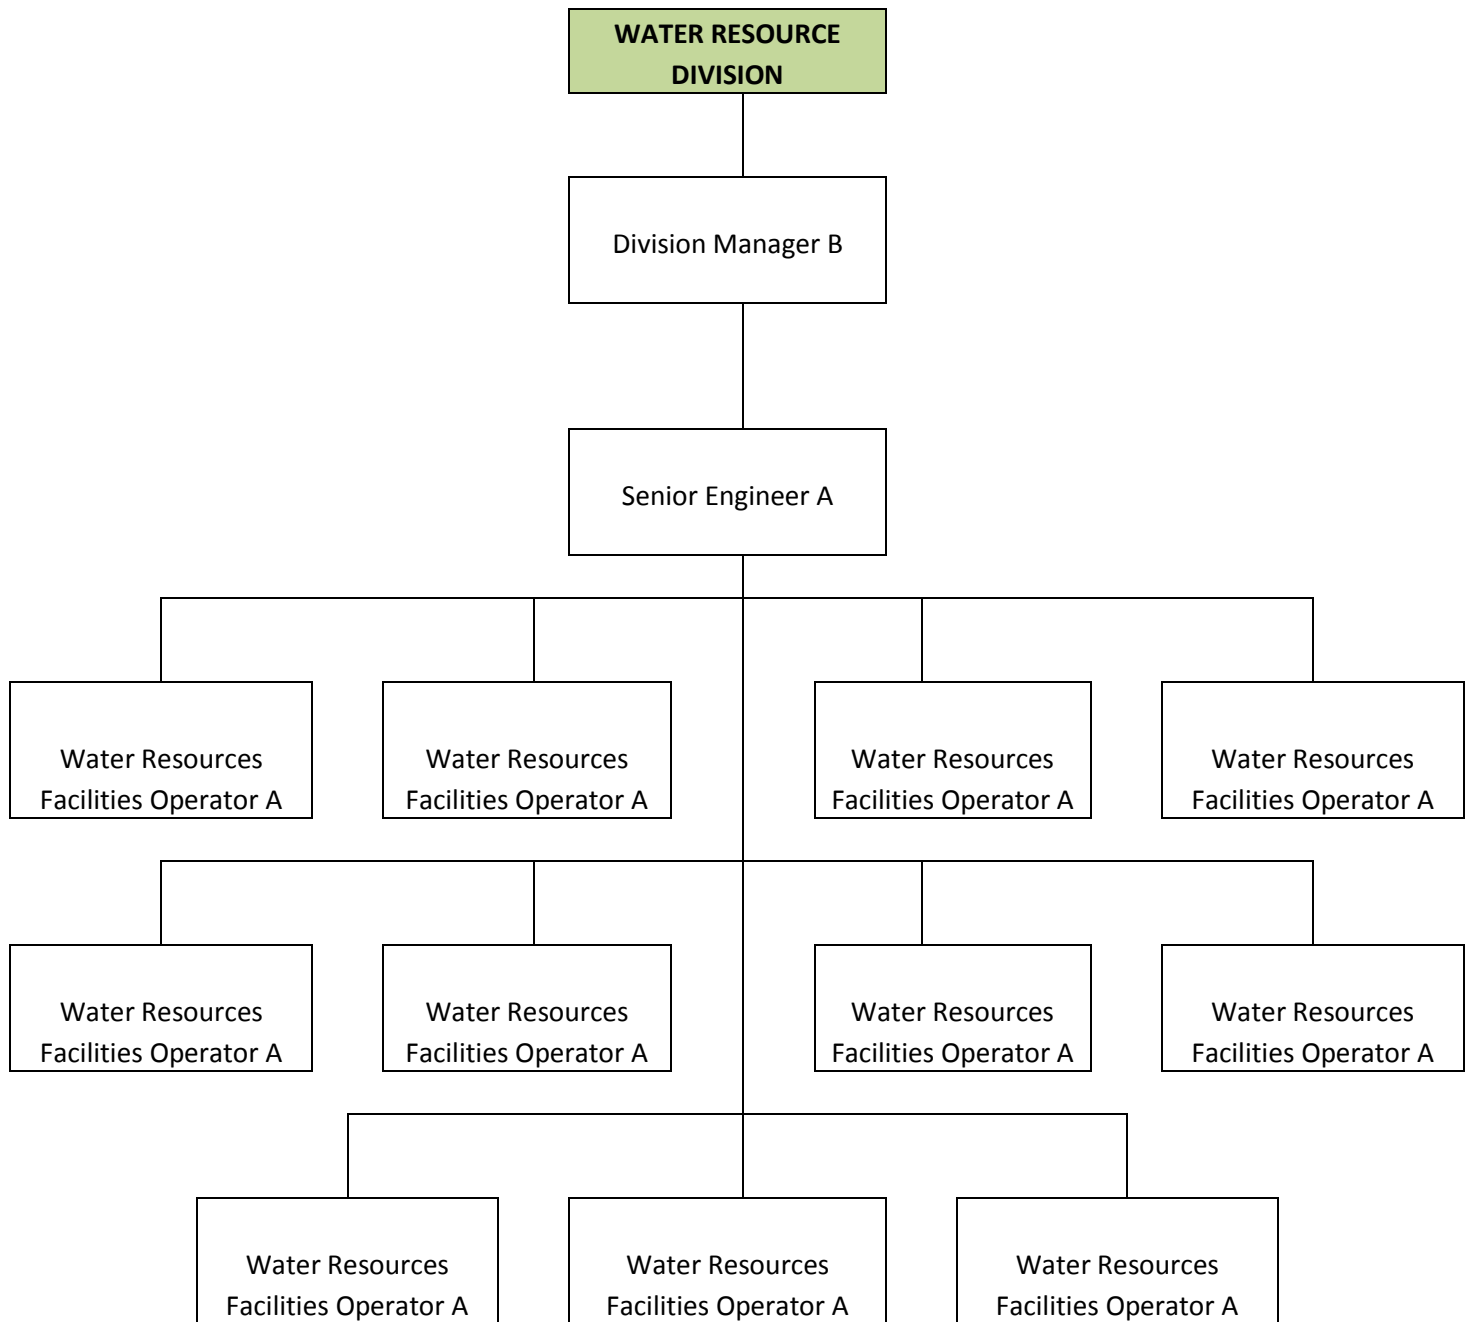 WATER RESOURCE
DIVISION
Division Manager B
Senior Engineer A
Water Resources
Facilities Operator A
Water Resources
Facilities Operator A
Water Resources
Facilities Operator A
Water Resources
Facilities Operator A
Water Resources
Facilities Operator A
Water Resources
Facilities Operator A
Water Resources
Facilities Operator A
Water Resources
Facilities Operator A
Water Resources
Facilities Operator A
Water Resources
Facilities Operator A
Water Resources
Facilities Operator A